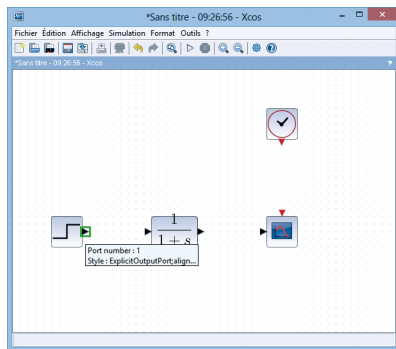 *Sans titre - 09:26:56 - Xcos
Fichier Édition Affichage Simulation Format Outils ?
*Sans titre - 09:26:56 - Xcos
?
1
1 + s
Port number : 1
Style : ExplicitOutputPort;align...